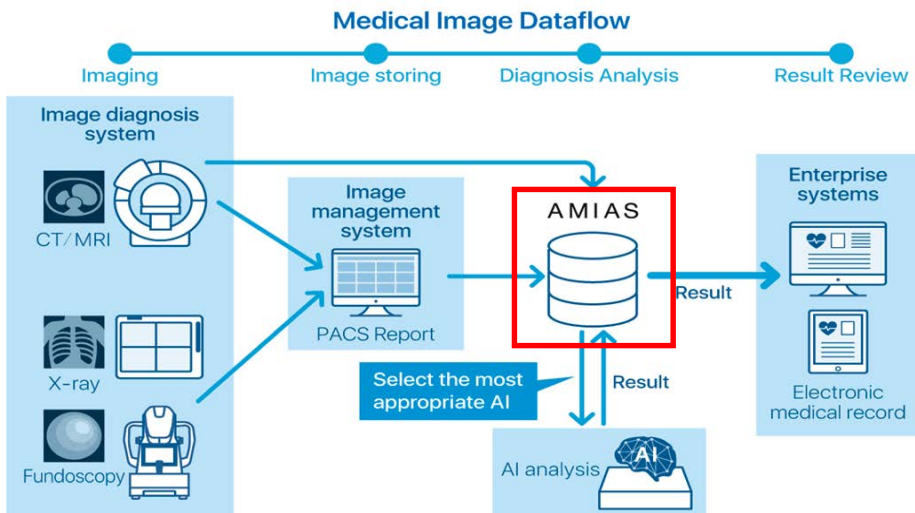 Medical Image Dataflow
Imaging
Image storing
Diagnosis Analysis
Result Review
Image diagnosis
system
CT/MRI
X-ray
Fundoscopy
Image
management
system
PACS Report
AMIAS
Select the most
appropriate AI
Result
AI analysis
AI
Result
Enterprise
systems
Electronic
medical record